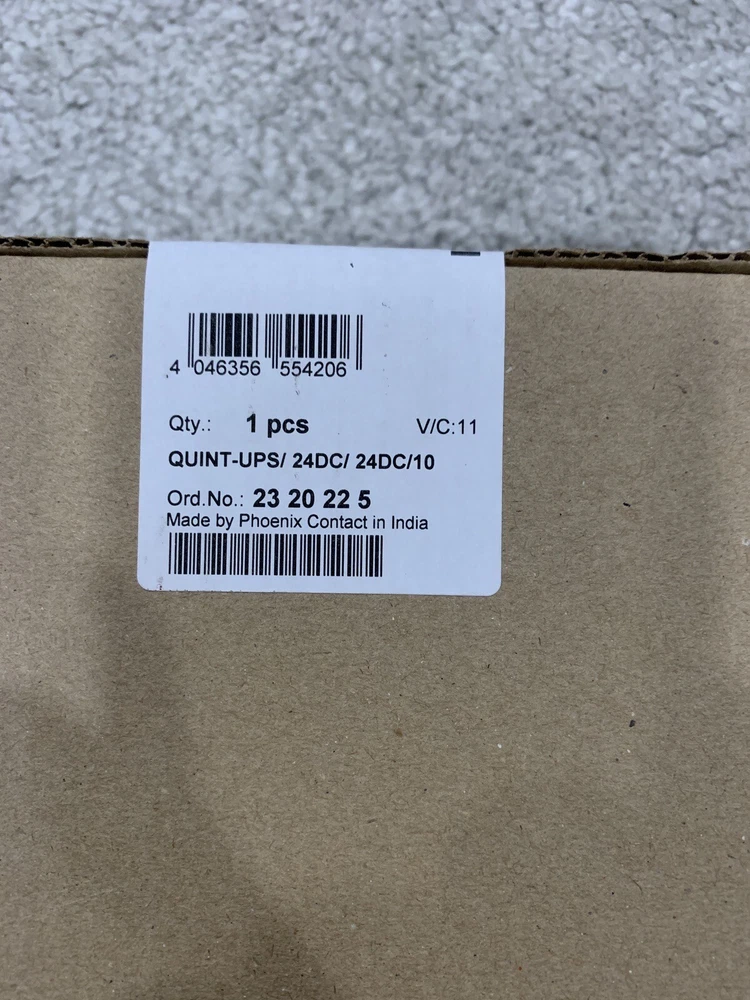 4 046356 554206
Qty.: 1 pcs V/C:11
QUINT-UPS/ 24DC/ 24DC/10
Ord.No.: 23 20 22 5
Made by Phoenix Contact in India